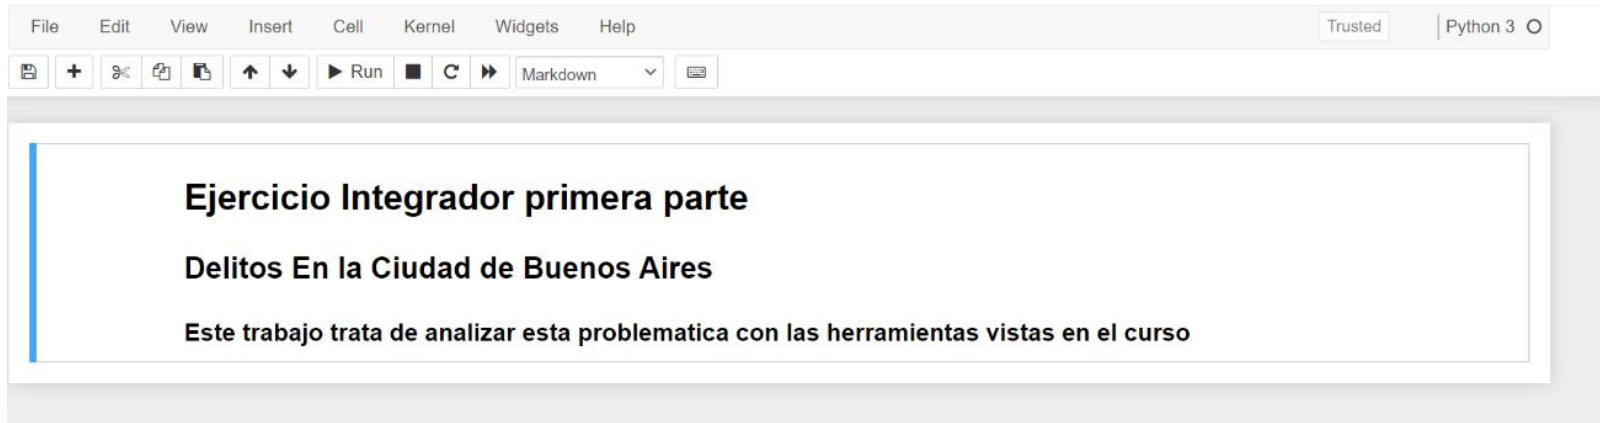 File Edit View Insert Cell Kernel Widgets Help Trusted Python 3
Run Markdown
Ejercicio Integrador primera parte
Delitos En la Ciudad de Buenos Aires
Este trabajo trata de analizar esta problematica con las herramientas vistas en el curso